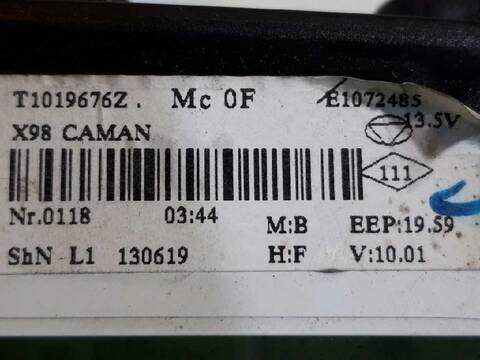 T1019676Z . Mc 0F E1072485
X98 CAMAN 13.5V
111
Nr.0118 03:44 M:B EEP:19.59
ShN L1 130619 H:F V:10.01